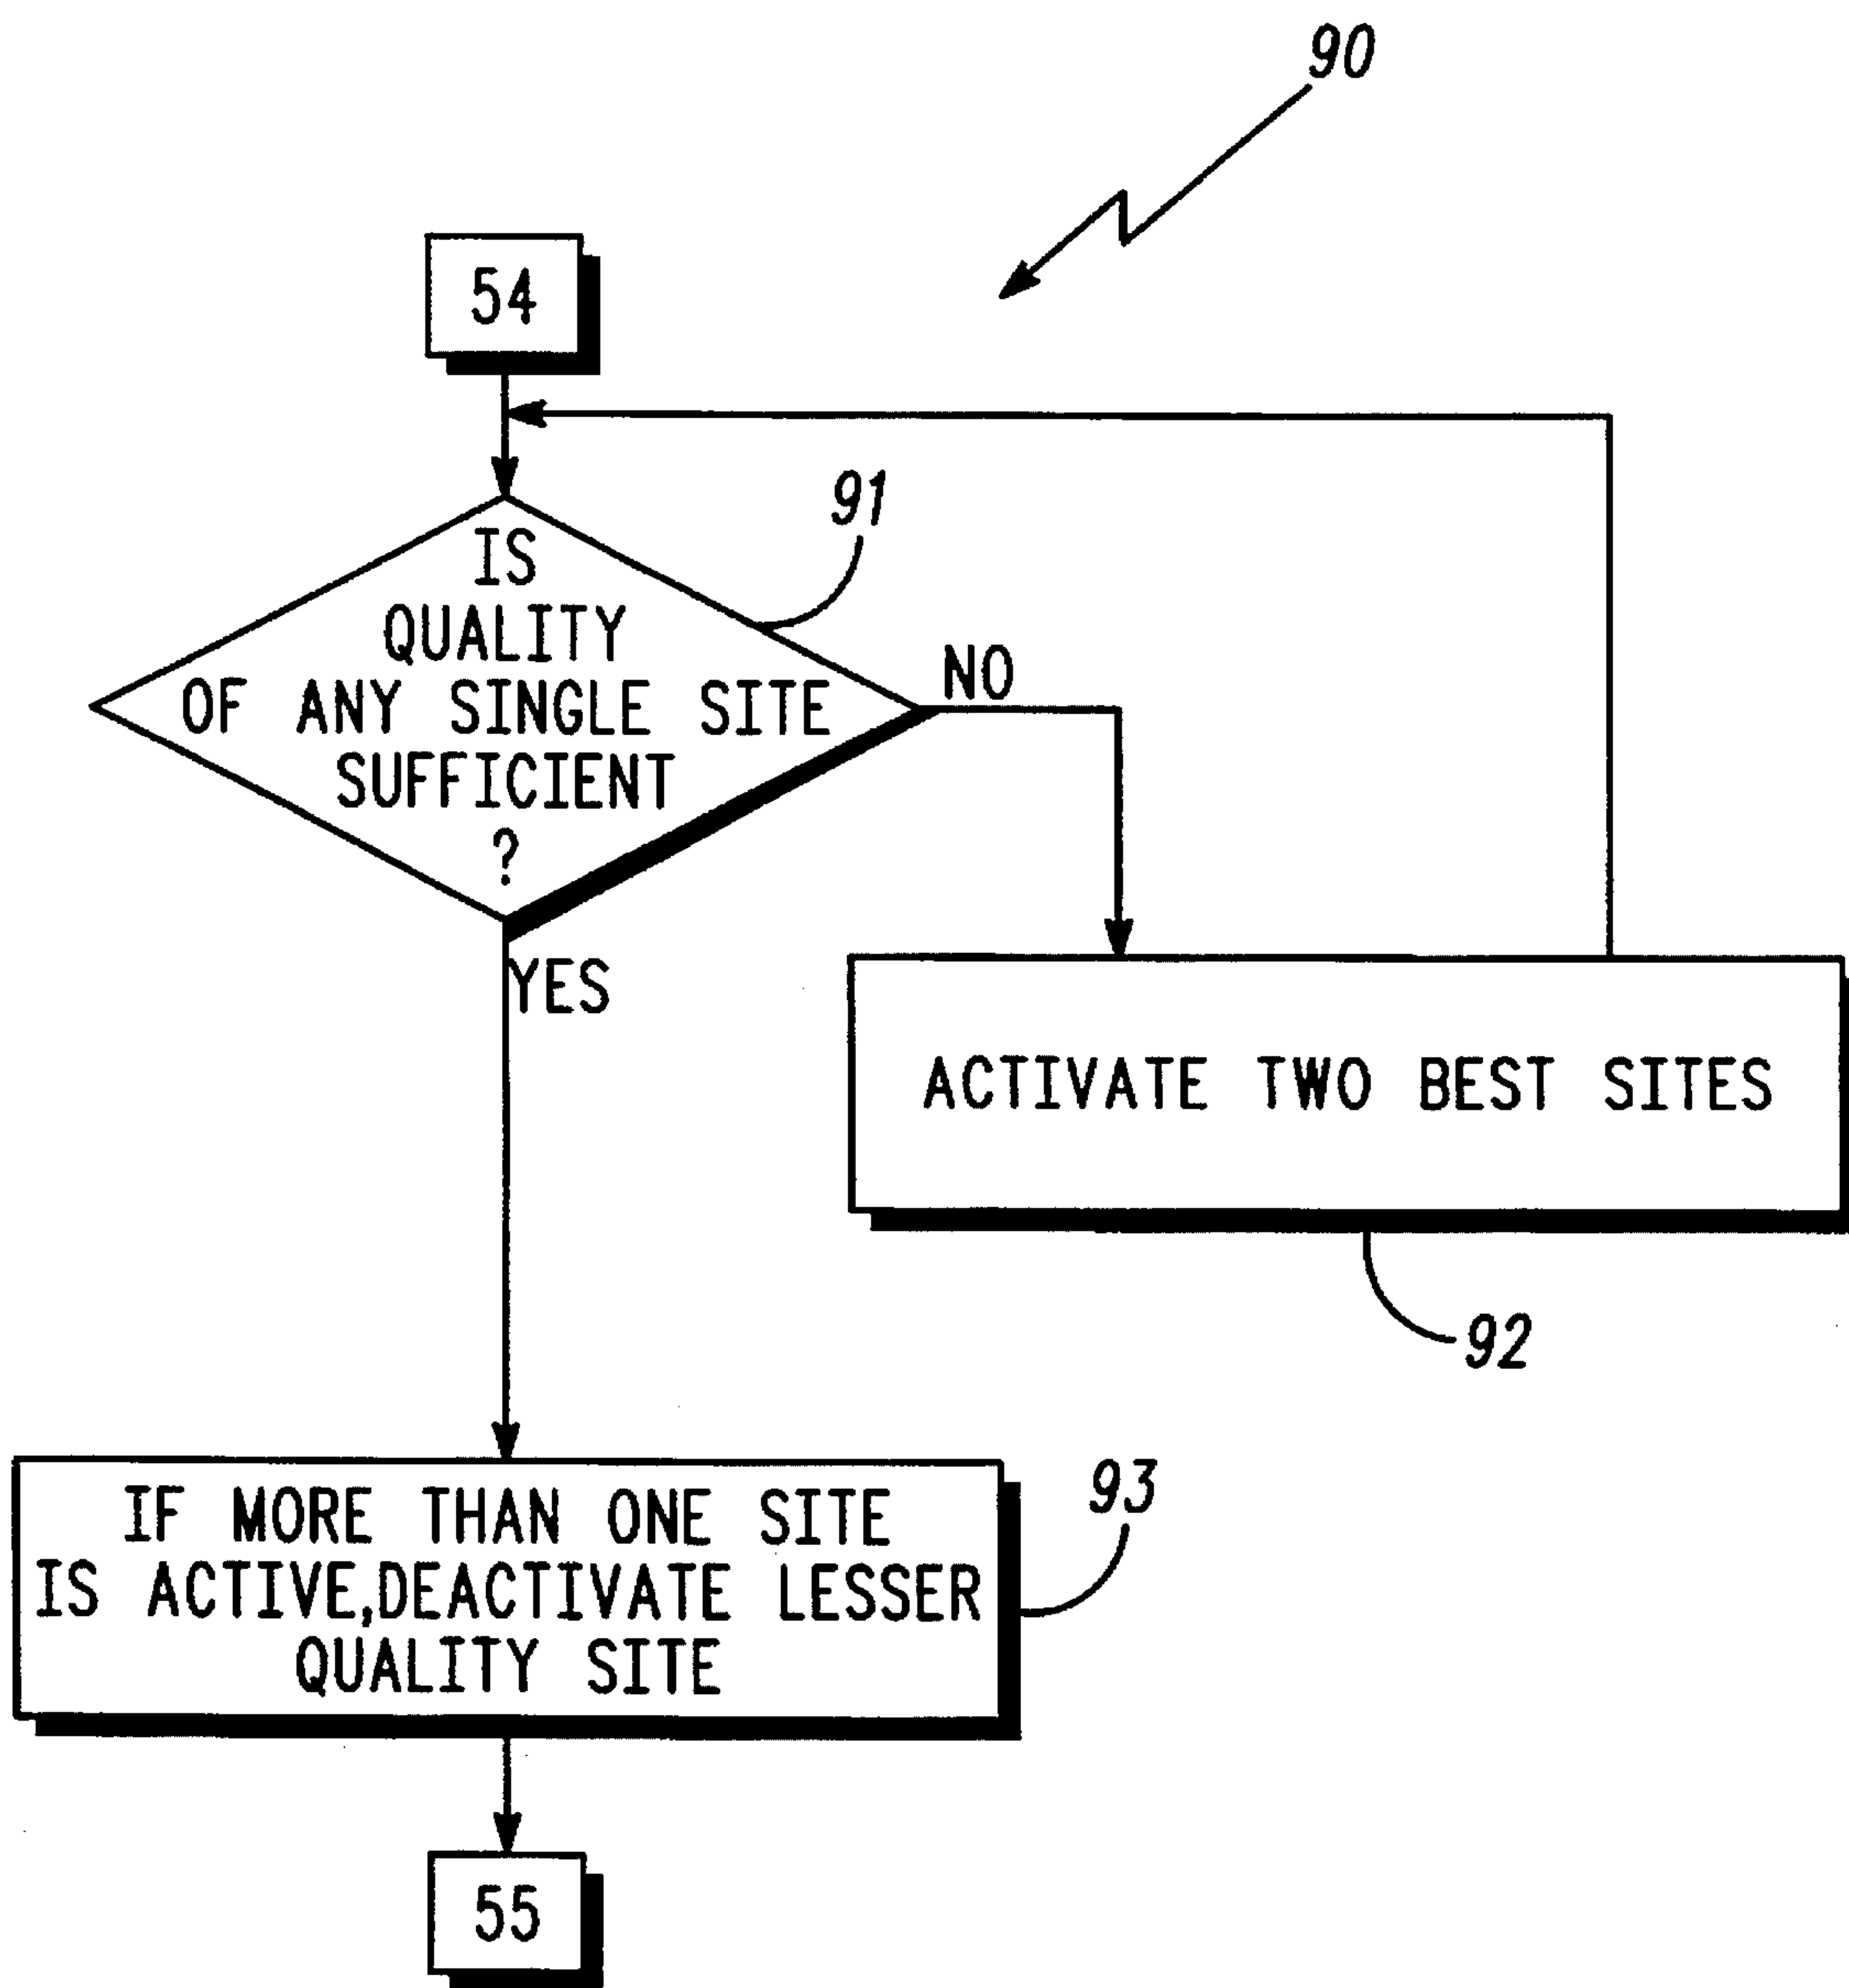 90
54
91
IS
QUALITY
OF ANY SINGLE SITE
SUFFICIENT
?
NO
YES
ACTIVATE TWO BEST SITES
92
IF MORE THAN ONE SITE
IS ACTIVE,DEACTIVATE LESSER
QUALITY SITE
93
55